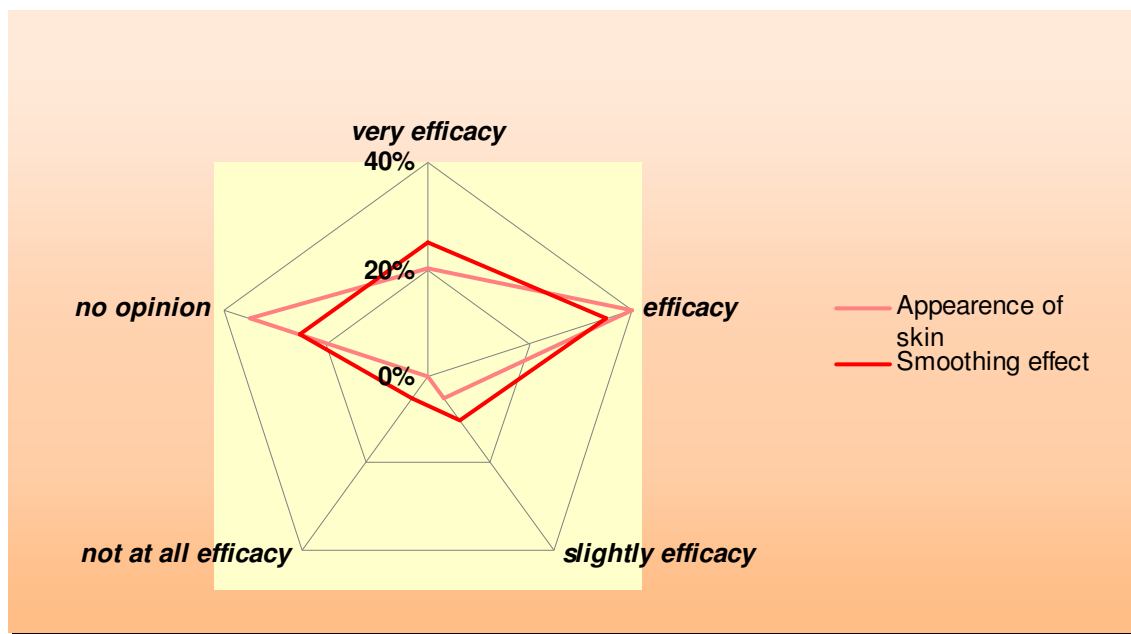 very efficacy
40%
20%
no opinion
efficacy
0%
not at all efficacy
slightly efficacy
Appearence of
skin
Smoothing effect